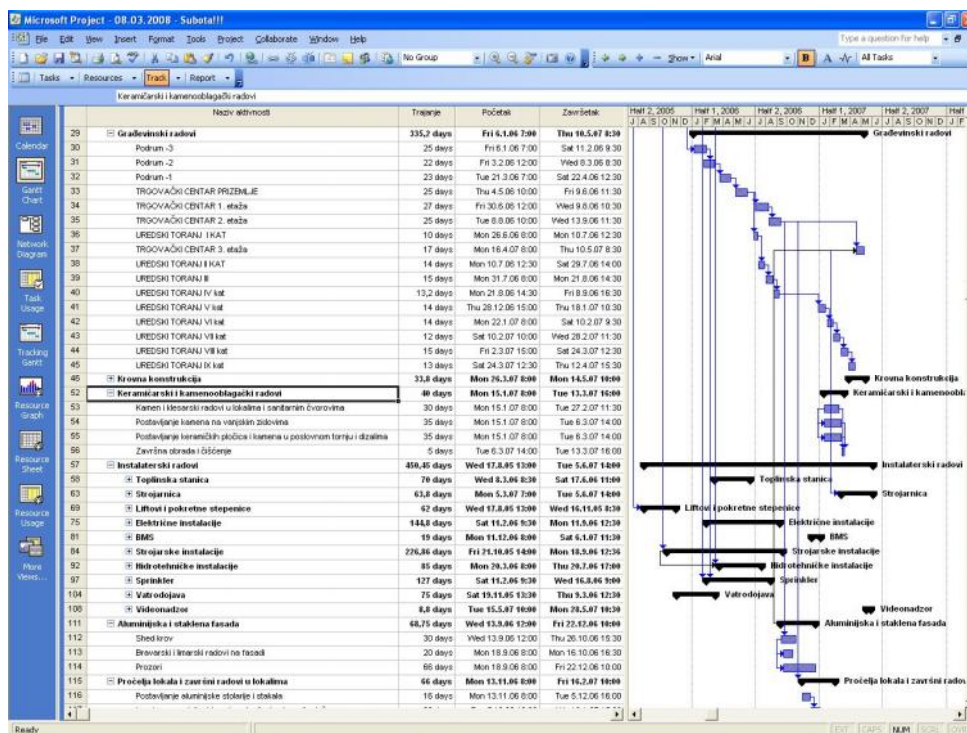 Microsoft Project - 08.03.2008 - Subota!!!
File Edit View Insert Format Tools Project Collaborate Window Help Type a question for help
No Group Show Arial B A All Tasks
Tasks Resources Track Report
Keramičarski i kamenooblagački radovi
Naziv aktivnosti Trajanje Početak Završetak Half 2, 2005 Half 1, 2006 Half 2, 2006 Half 1, 2007 Half 2, 2007 Half
J A S O N D J F M A M J J A S O N D J F M A M J J A S O N D J F
29 Građevinski radovi 335,2 days Fri 6.1.06 7:00 Thu 10.5.07 8:30 Građevinski radovi
30 Podrum -3 25 days Fri 6.1.06 7:00 Sat 11.2.06 9:30
31 Podrum -2 22 days Fri 3.2.06 12:00 Wed 8.3.06 8:30
32 Podrum -1 23 days Tue 21.3.06 7:00 Sat 22.4.06 12:30
33 TRGOVAČKI CENTAR PRIZEMLJE 25 days Thu 4.5.06 10:00 Fri 9.6.06 11:30
34 TRGOVAČKI CENTAR 1. etaža 27 days Fri 30.6.06 12:00 Wed 9.8.06 10:30
35 TRGOVAČKI CENTAR 2. etaža 25 days Tue 8.8.06 10:00 Wed 13.9.06 11:30
36 UREDSKI TORANJ I KAT 10 days Mon 26.6.06 8:00 Mon 10.7.06 12:30
37 TRGOVAČKI CENTAR 3. etaža 17 days Mon 16.4.07 8:00 Thu 10.5.07 8:30
38 UREDSKI TORANJ II KAT 14 days Mon 10.7.06 12:30 Sat 29.7.06 14:00
39 UREDSKI TORANJ III 15 days Mon 31.7.06 8:00 Mon 21.8.06 14:30
40 UREDSKI TORANJ IV kat 13,2 days Mon 21.8.06 14:30 Fri 8.9.06 16:30
41 UREDSKI TORANJ V kat 14 days Thu 28.12.06 15:00 Thu 18.1.07 10:30
42 UREDSKI TORANJ VI kat 14 days Mon 22.1.07 8:00 Sat 10.2.07 9:30
43 UREDSKI TORANJ VII kat 12 days Sat 10.2.07 10:00 Wed 28.2.07 11:30
44 UREDSKI TORANJ VIII kat 15 days Fri 2.3.07 15:00 Sat 24.3.07 12:30
45 UREDSKI TORANJ IX kat 13 days Sat 24.3.07 12:30 Thu 12.4.07 15:30
46 Krovna konstrukcija 33,8 days Mon 26.3.07 8:00 Mon 14.5.07 10:00 Krovna konstrukcija
52 Keramičarski i kamenooblagački radovi 40 days Mon 15.1.07 8:00 Tue 13.3.07 16:00 Keramičarski i kamenoobla
53 Kamen i klesarski radovi u lokalima i sanitarnim čvorovima 30 days Mon 15.1.07 8:00 Tue 27.2.07 11:30
54 Postavljanje kamena na vanjskim zidovima 35 days Mon 15.1.07 8:00 Tue 6.3.07 14:00
55 Postavljanje keramičkih pločica i kamena u poslovnom tornju i dizalima 35 days Mon 15.1.07 8:00 Tue 6.3.07 14:00
56 Završna obrada i čišćenje 5 days Tue 6.3.07 14:00 Tue 13.3.07 16:00
57 Instalaterski radovi 450,45 days Wed 17.8.05 13:00 Tue 5.6.07 14:00 Instalaterski radovi
58 Toplinska stanica 70 days Wed 8.3.06 8:30 Sat 17.6.06 11:00 Toplinska stanica
63 Strojarnica 63,8 days Mon 5.3.07 7:00 Tue 5.6.07 14:00 Strojarnica
69 Liftovi i pokretne stepenice 62 days Wed 17.8.05 13:00 Wed 16.11.05 8:30 Liftovi i pokretne stepenice
75 Električne instalacije 144,8 days Sat 11.2.06 9:30 Mon 11.9.06 12:30 Električne instalacije
81 BMS 19 days Mon 11.12.06 8:00 Sat 6.1.07 11:30 BMS
84 Strojarske instalacije 226,86 days Fri 21.10.05 14:00 Mon 18.9.06 12:36 Strojarske instalacije
92 Hidrotehničke instalacije 85 days Mon 20.3.06 8:00 Thu 20.7.06 17:00 Hidrotehničke instalacije
97 Sprinkler 127 days Sat 11.2.06 9:30 Wed 16.8.06 9:00 Sprinkler
104 Vatrodojava 75 days Sat 19.11.05 13:30 Thu 9.3.06 12:30 Vatrodojava
108 Videonadzor 8,8 days Tue 15.5.07 10:00 Mon 28.5.07 10:30 Videonadzor
111 Aluminijska i staklena fasada 68,75 days Wed 13.9.06 12:00 Fri 22.12.06 10:00 Aluminijska i staklena fasada
112 Shed krov 30 days Wed 13.9.06 12:00 Thu 26.10.06 15:30
113 Bravarski i limarski radovi na fasadi 20 days Mon 18.9.06 8:00 Mon 16.10.06 16:30
114 Prozori 66 days Mon 18.9.06 8:00 Fri 22.12.06 10:00
115 Pročelja lokala i završni radovi u lokalima 66 days Mon 13.11.06 8:00 Fri 16.2.07 10:00 Pročelja lokala i završni radov
116 Postavljanje aluminijske stolarije i stakala 16 days Mon 13.11.06 8:00 Tue 5.12.06 16:00
Calendar
Gantt Chart
Network Diagram
Task Usage
Tracking Gantt
Resource Graph
Resource Sheet
Resource Usage
More Views...
Ready EXT CAPS NUM SCRL OVR